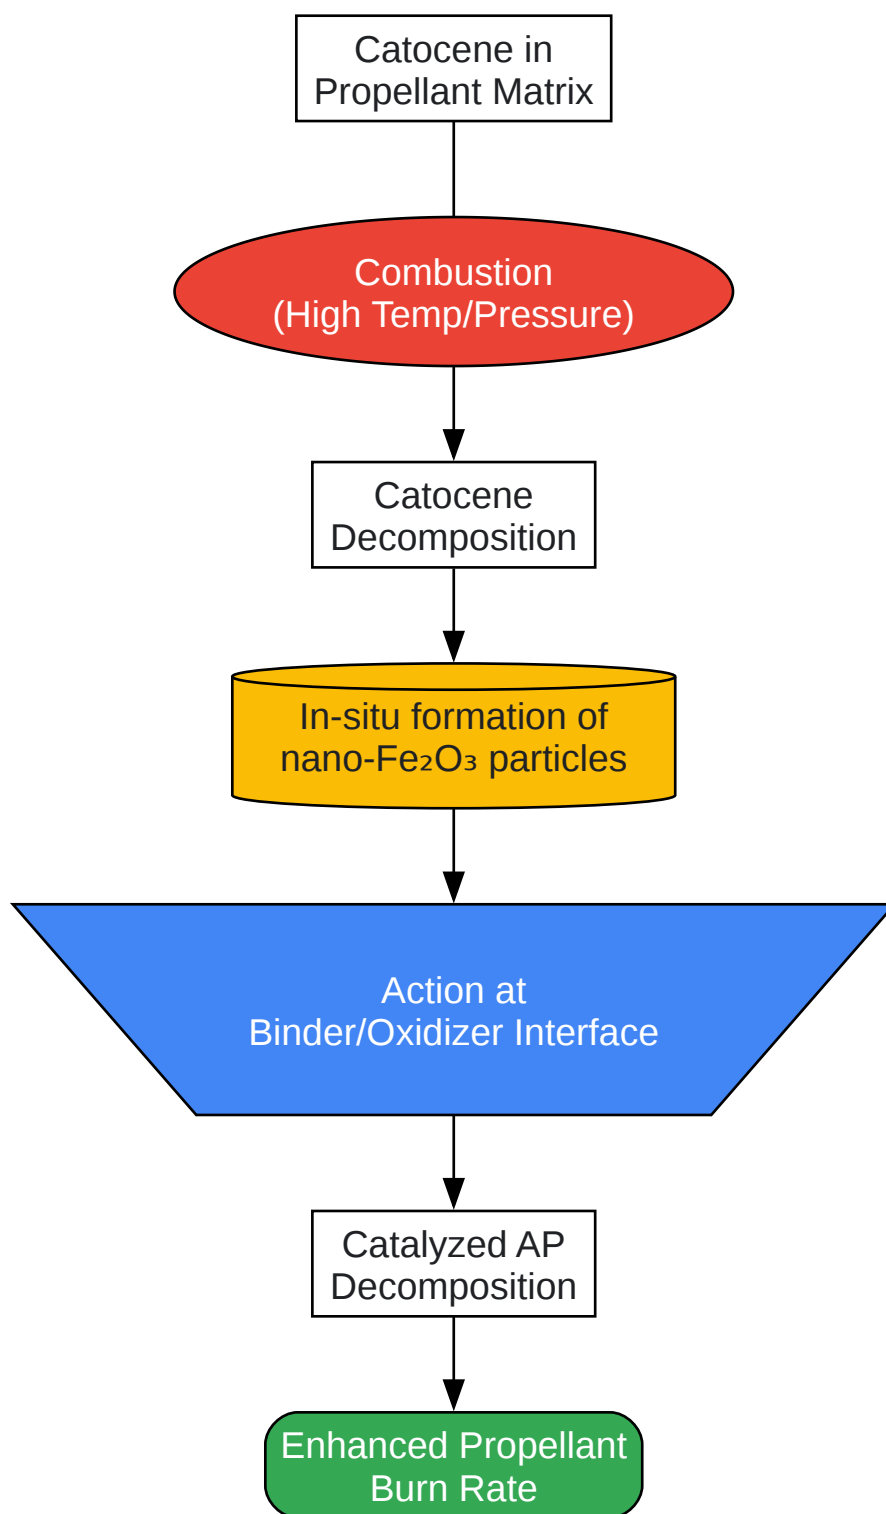 Catocene in
Propellant Matrix
Combustion
(High Temp/Pressure)
Catocene
Decomposition
In-situ formation of
nano-Fe₂O₃ particles
Action at
Binder/Oxidizer Interface
Catalyzed AP
Decomposition
Enhanced Propellant
Burn Rate